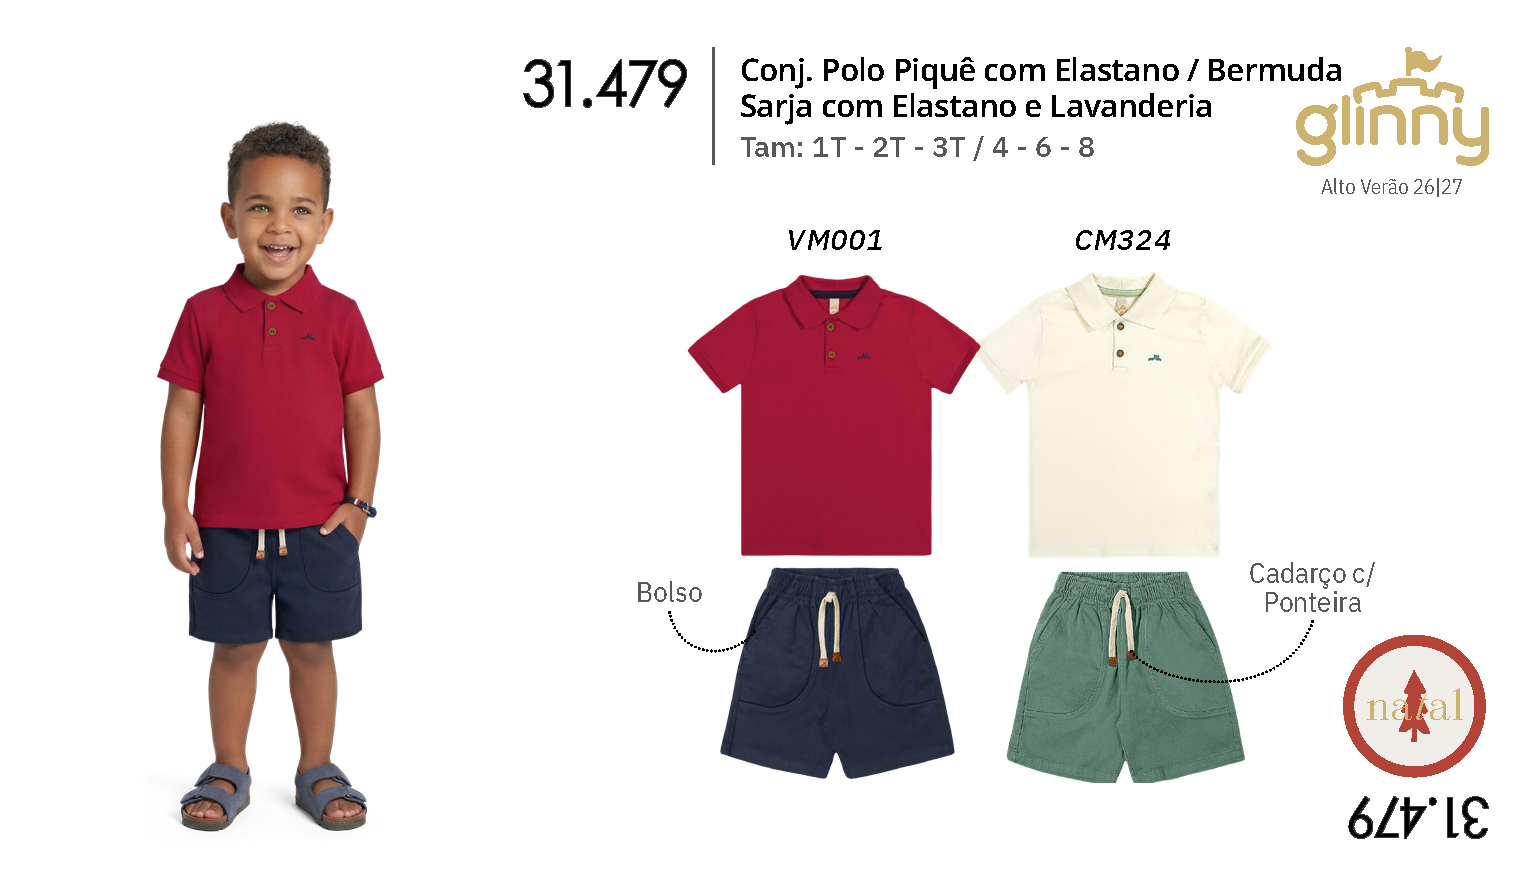 31.479
Conj. Polo Piquê com Elastano / Bermuda
Sarja com Elastano e Lavanderia
Tam: 1T - 2T - 3T / 4 - 6 - 8
glinny
Alto Verão 26|27
VM001
CM324
Bolso
Cadarço c/
Ponteira
natal
31.479